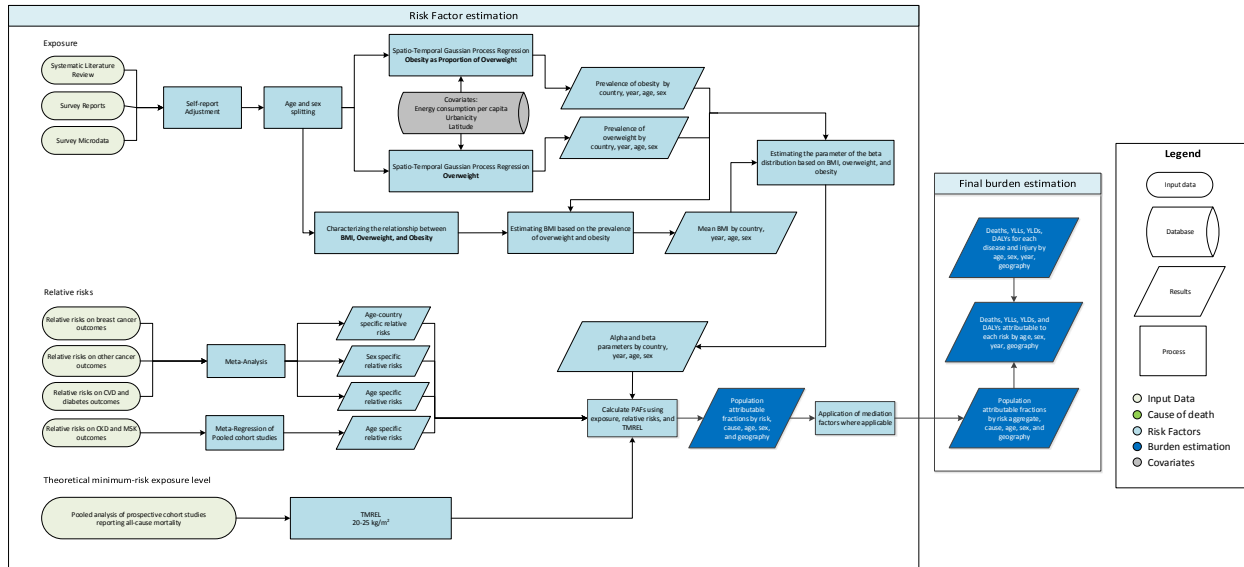 Risk Factor estimation
Exposure
Systematic Literature
Review
Survey Reports
Survey Microdata
Self-report
Adjustment
Age and sex
splitting
Spatio-Temporal Gaussian Process Regression
Obesity as Proportion of Overweight
Covariates:
Energy consumption per capita
Urbanicity
Latitude
Spatio-Temporal Gaussian Process Regression
Overweight
Prevalence of obesity by
country, year, age, sex
Prevalence of
overweight by
country, year, age, sex
Estimating the parameter of the beta
distribution based on BMI, overweight, and
obesity
Characterizing the relationship between
BMI, Overweight, and Obesity
Estimating BMI based on the prevalence
of overweight and obesity
Mean BMI by country,
year, age, sex
Relative risks
Relative risks on breast cancer
outcomes
Relative risks on other cancer
outcomes
Relative risks on CVD and
diabetes outcomes
Relative risks on CKD and MSK
outcomes
Meta-Analysis
Meta-Regression of
Pooled cohort studies
Age-country
specific relative
risks
Sex specific
relative risks
Age specific
relative risks
Age specific
relative risks
Alpha and beta
parameters by country,
year, age, sex
Calculate PAFs using
exposure, relative risks, and
TMREL
Population
attributable
fractions by risk,
cause, age, sex,
and geography
Application of mediation
factors where applicable
Theoretical minimum-risk exposure level
Pooled analysis of prospective cohort studies
reporting all-cause mortality
TMREL
20-25 kg/m²
Final burden estimation
Deaths, YLLs, YLDs,
DALYs for each
disease and injury by
age, sex, year,
geography
Deaths, YLLs, YLDs, and
DALYs attributable to
each risk by age, sex,
year, geography
Population
attributable fractions
by risk aggregate,
cause, age, sex, and
geography
Legend
Input data
Database
Results
Process
Input Data
Cause of death
Risk Factors
Burden estimation
Covariates